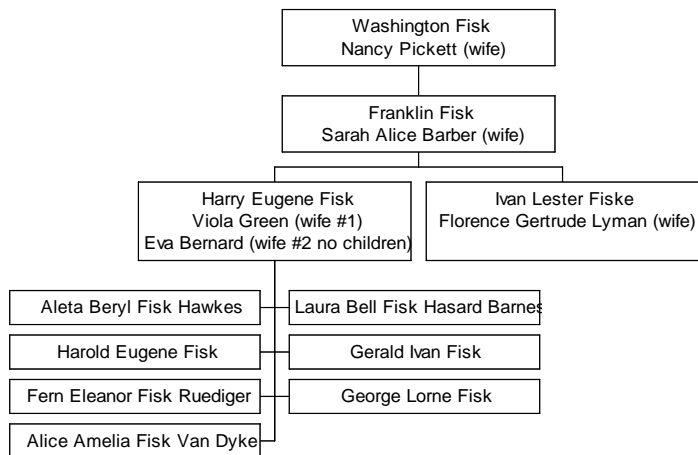 Washington Fisk
Nancy Pickett (wife)
Franklin Fisk
Sarah Alice Barber (wife)
Harry Eugene Fisk
Viola Green (wife #1)
Eva Bernard (wife #2 no children)
Ivan Lester Fiske
Florence Gertrude Lyman (wife)
Aleta Beryl Fisk Hawkes
Laura Bell Fisk Hasard Barnes
Harold Eugene Fisk
Gerald Ivan Fisk
Fern Eleanor Fisk Ruediger
George Lorne Fisk
Alice Amelia Fisk Van Dyke